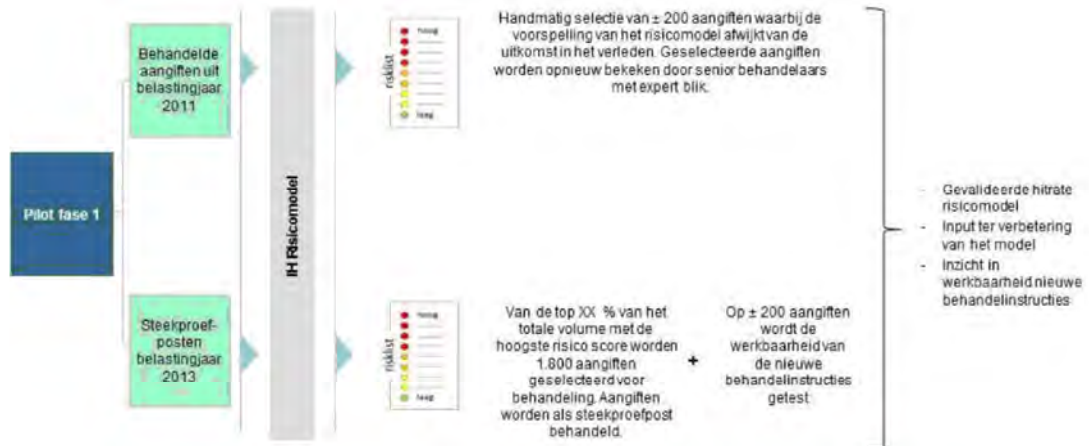 Pilot fase 1
Behandelde
aangiften uit
belastingjaar
2011
Steekproef-
posten
belastingjaar
2013
IH Risicomodel
risklist
hoog
laag
Handmatig selectie van ± 200 aangiften waarbij de
voorspelling van het risicomodel afwijkt van de
uitkomst in het verleden. Geselecteerde aangiften
worden opnieuw bekeken door senior behandelaars
met expert blik.
risklist
hoog
laag
Van de top XX % van het
totale volume met de
hoogste risico score worden
1.800 aangiften
geselecteerd voor
behandeling. Aangiften
worden als steekproefpost
behandeld.
+
Op ± 200 aangiften
wordt de
werkbaarheid van
de nieuwe
behandelinstructies
getest
- Gevalideerde hitrate
risicomodel
- Input ter verbetering
van het model
- Inzicht in
werkbaarheid nieuwe
behandelinstructies